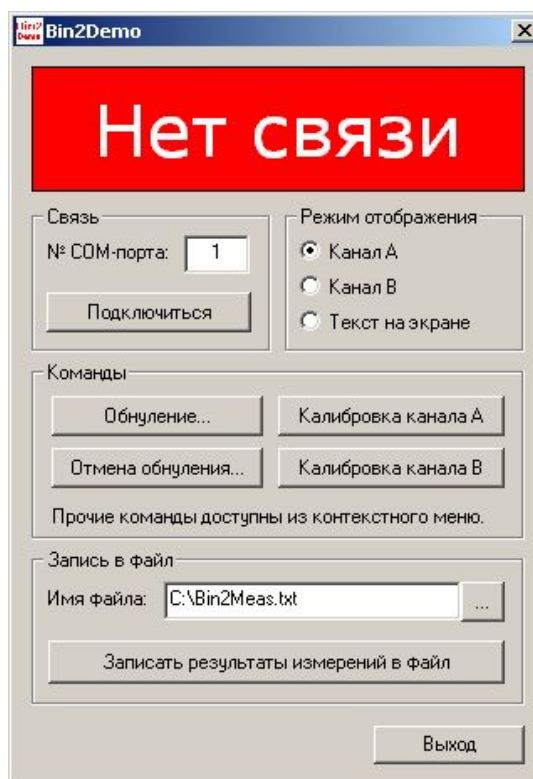 Bin2 Demo
Bin2Demo
Нет связи
Связь
№ COM-порта: 1
Подключиться
Режим отображения
Канал A
Канал B
Текст на экране
Команды
Обнуление...
Калибровка канала A
Отмена обнуления...
Калибровка канала B
Прочие команды доступны из контекстного меню.
Запись в файл
Имя файла: C:\Bin2Meas.txt ...
Записать результаты измерений в файл
Выход